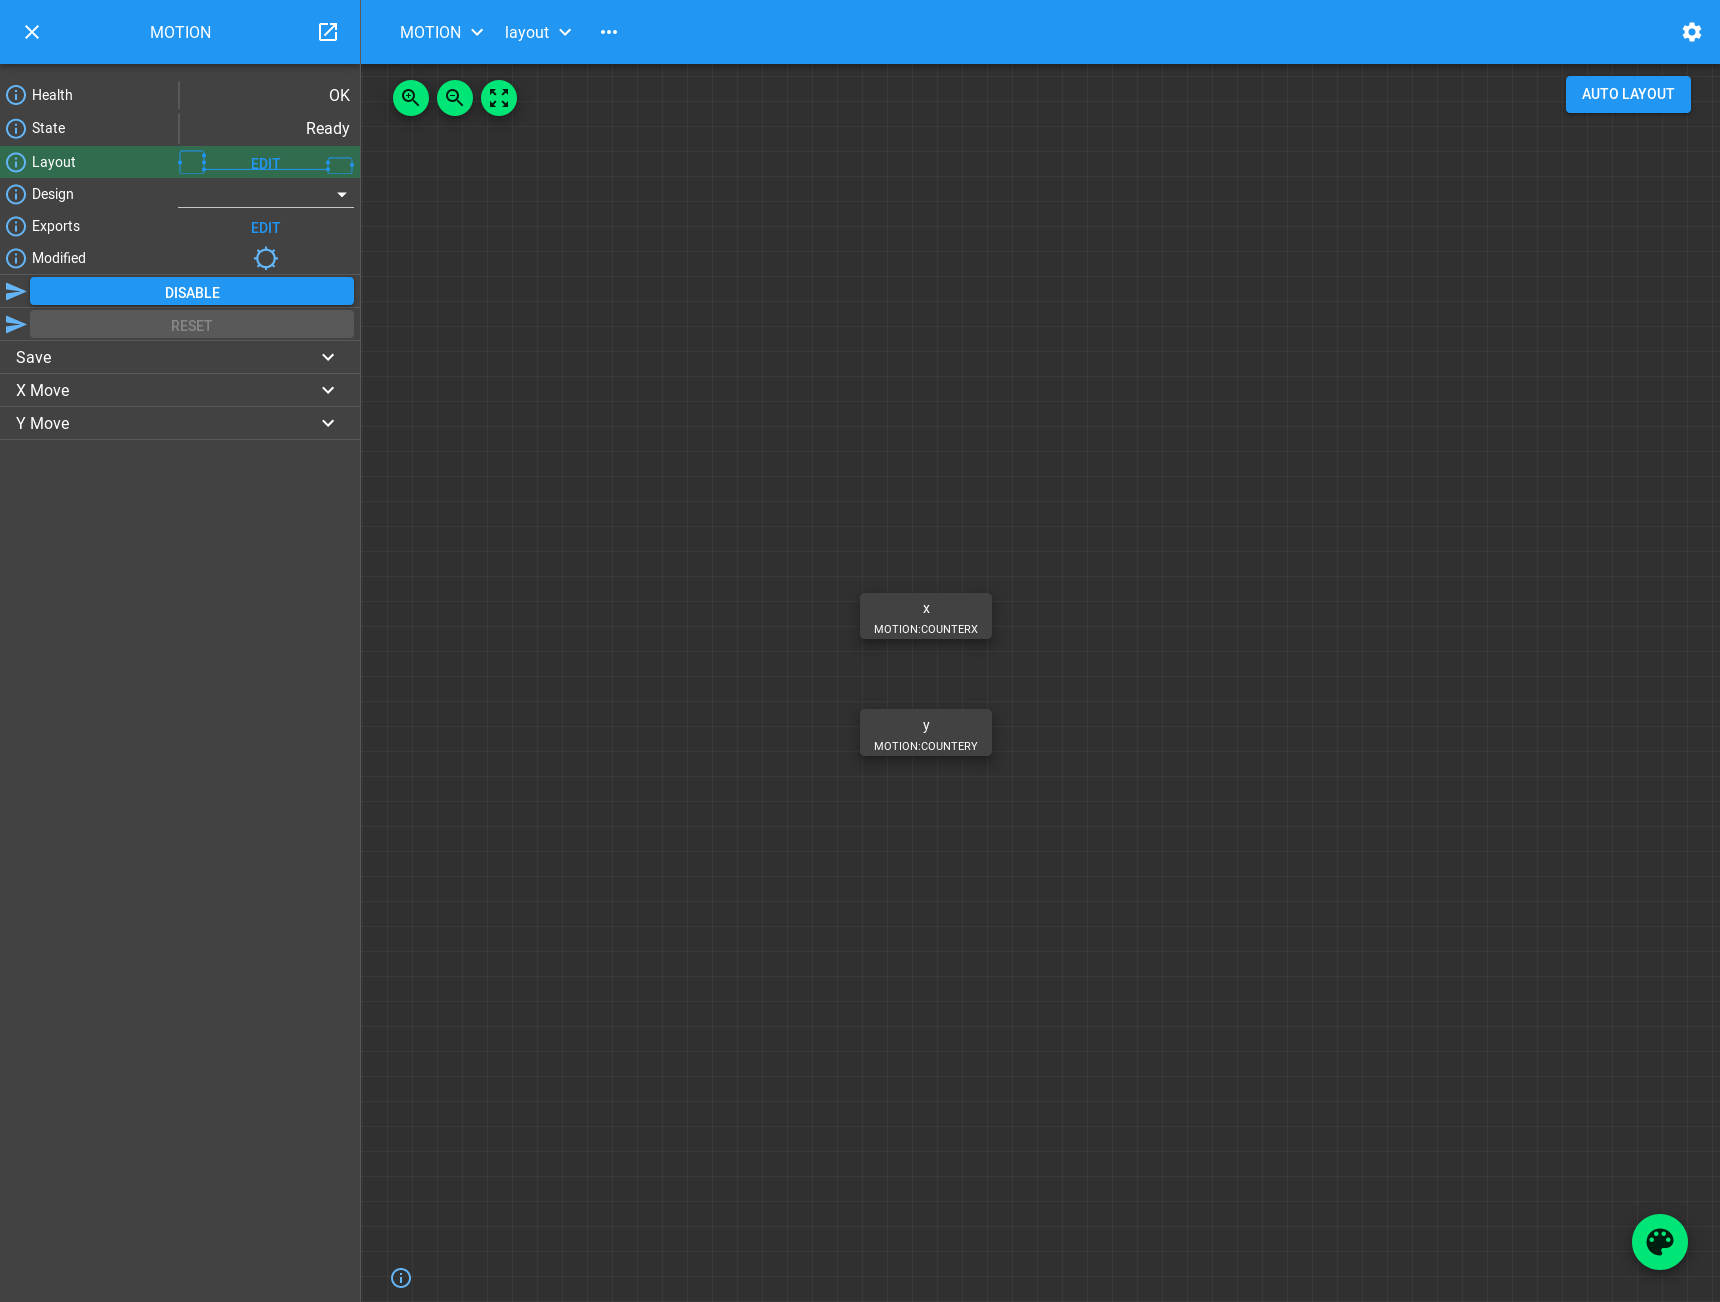 MOTION
MOTION layout
Health OK
State Ready
Layout EDIT
Design
Exports EDIT
Modified
DISABLE
RESET
Save
X Move
Y Move
AUTO LAYOUT
x
MOTION:COUNTERX
y
MOTION:COUNTERY